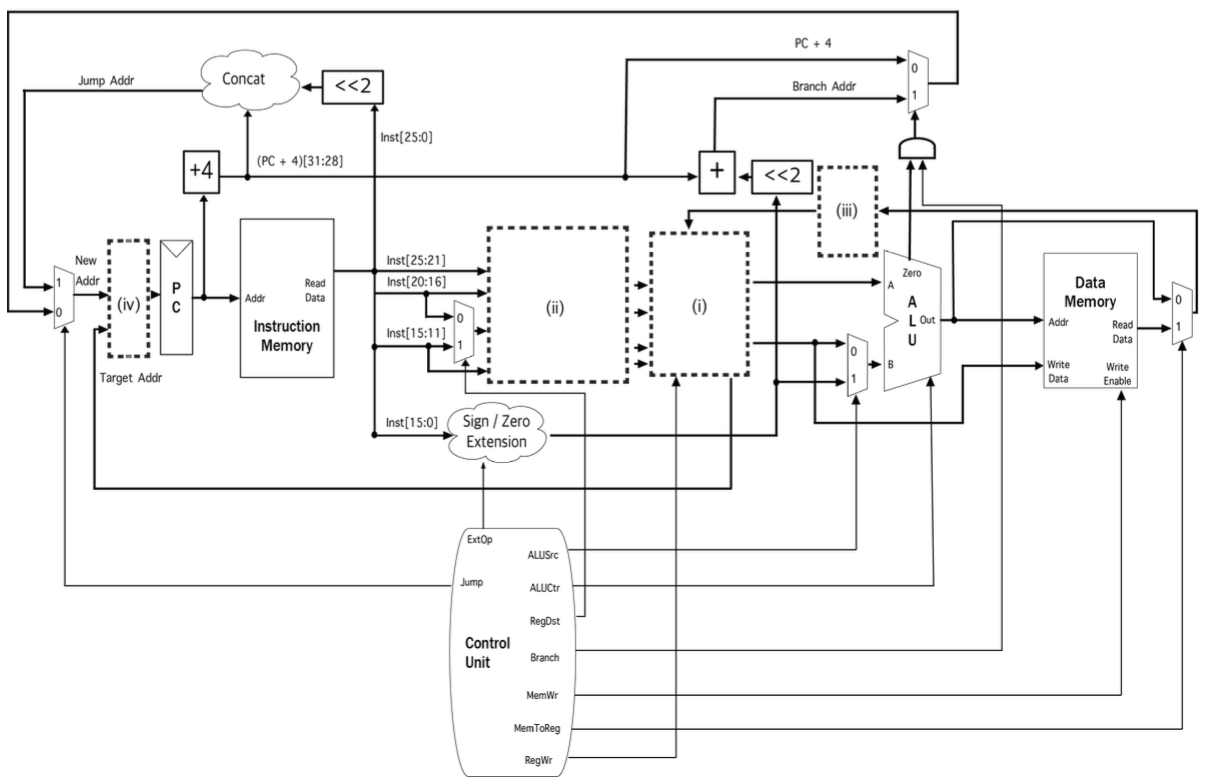 PC + 4
0
1
Branch Addr
Concat
<<2
Jump Addr
Inst[25:0]
+4
(PC + 4)[31:28]
+
<<2
(iii)
Inst[25:21]
Inst[20:16]
Inst[15:11]
0
1
(ii)
(i)
New
Addr
1
0
(iv)
Target Addr
P
C
Addr
Read
Data
Instruction
Memory
Zero
A
B
A
L
U
Out
0
1
Data
Memory
Addr
Read
Data
Write
Data
Write
Enable
0
1
Inst[15:0]
Sign / Zero
Extension
ExtOp
Jump
ALUSrc
ALUCtr
RegDst
Control
Unit
Branch
MemWr
MemToReg
RegWr